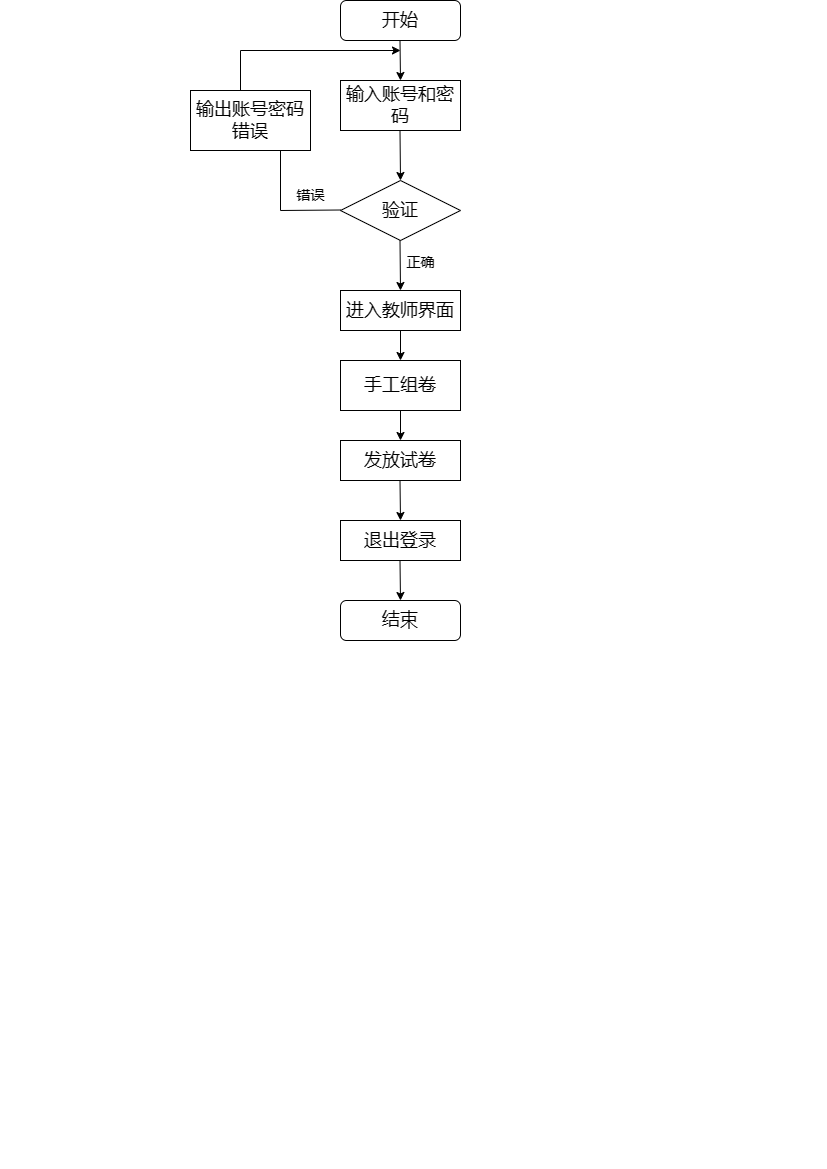 开始
输出账号密码
错误
输入账号和密
码
错误
验证
正确
进入教师界面
手工组卷
发放试卷
退出登录
结束